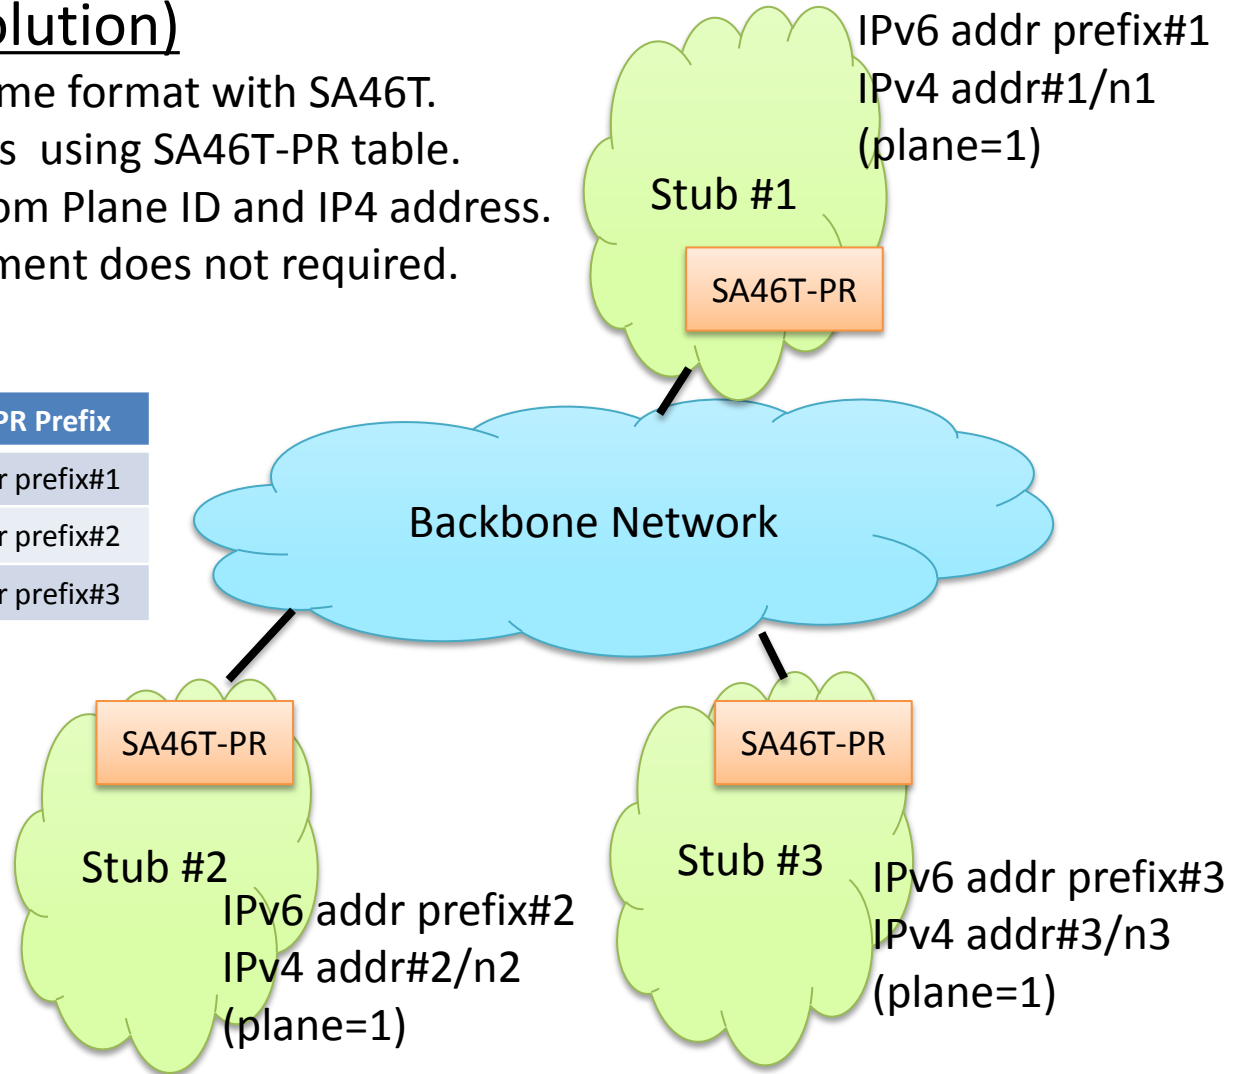 olution)
me format with SA46T.
s using SA46T-PR table.
om Plane ID and IP4 address.
ment does not required.
IPv6 addr prefix#1
IPv4 addr#1/n1
(plane=1)
Stub #1
SA46T-PR
PR Prefix
r prefix#1
r prefix#2
r prefix#3
Backbone Network
SA46T-PR
Stub #2
IPv6 addr prefix#2
IPv4 addr#2/n2
(plane=1)
SA46T-PR
Stub #3
IPv6 addr prefix#3
IPv4 addr#3/n3
(plane=1)